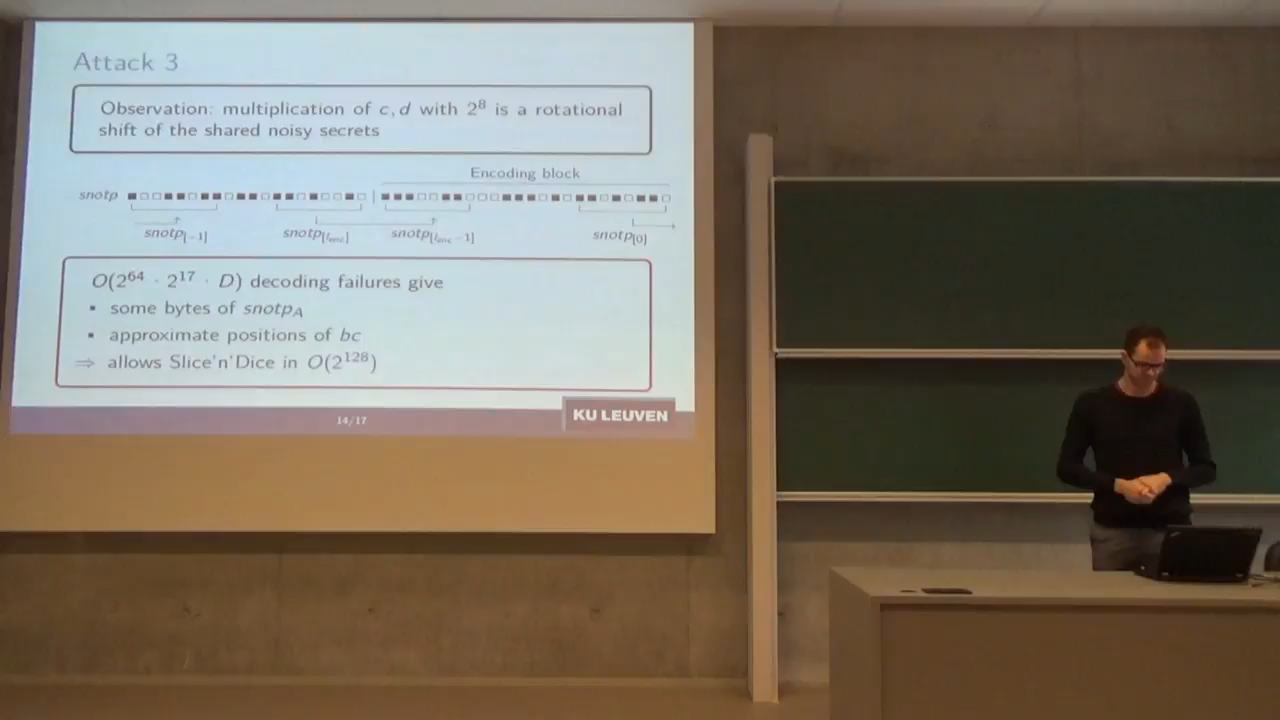 Attack 3
Observation: multiplication of c, d with 2^8 is a rotational
shift of the shared noisy secrets
Encoding block
snotp
snotp[-1] snotp[l_enc] snotp[l_enc-1] snotp[0]
O(2^64 · 2^17 · D) decoding failures give
▪ some bytes of snotp_A
▪ approximate positions of bc
⇒ allows Slice'n'Dice in O(2^128)
14/17
KU LEUVEN